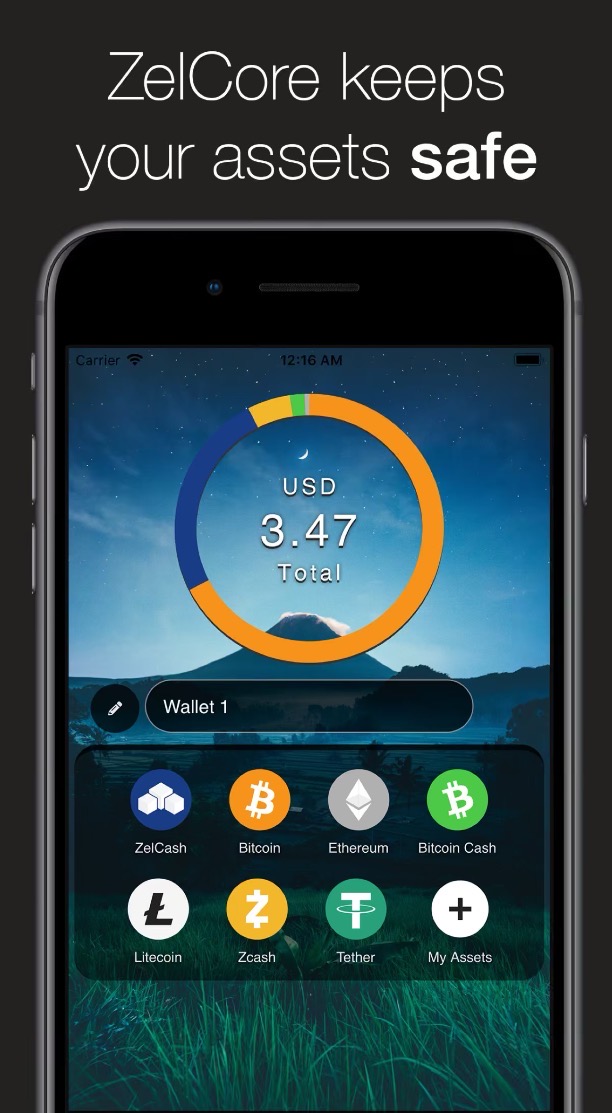 ZelCore keeps
your assets safe
Carrier 12:16 AM
USD
3.47
Total
Wallet 1
ZelCash Bitcoin Ethereum Bitcoin Cash
Litecoin Zcash Tether My Assets